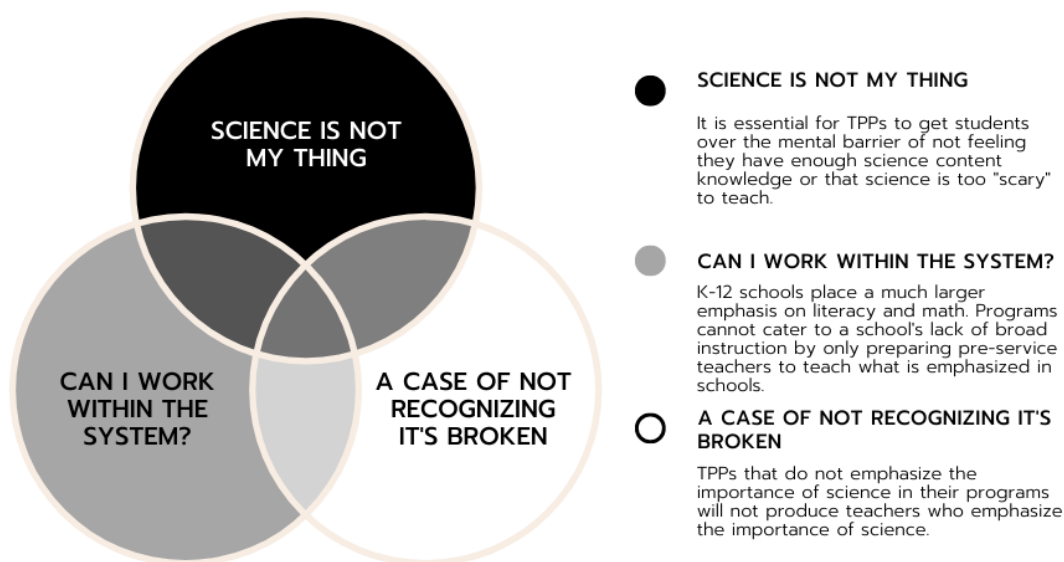 SCIENCE IS NOT
MY THING
CAN I WORK
WITHIN THE
SYSTEM?
A CASE OF NOT
RECOGNIZING
IT'S BROKEN
SCIENCE IS NOT MY THING
It is essential for TPPs to get students
over the mental barrier of not feeling
they have enough science content
knowledge or that science is too "scary"
to teach.
CAN I WORK WITHIN THE SYSTEM?
K-12 schools place a much larger
emphasis on literacy and math. Programs
cannot cater to a school's lack of broad
instruction by only preparing pre-service
teachers to teach what is emphasized in
schools.
A CASE OF NOT RECOGNIZING IT'S
BROKEN
TPPs that do not emphasize the
importance of science in their programs
will not produce teachers who emphasize
the importance of science.